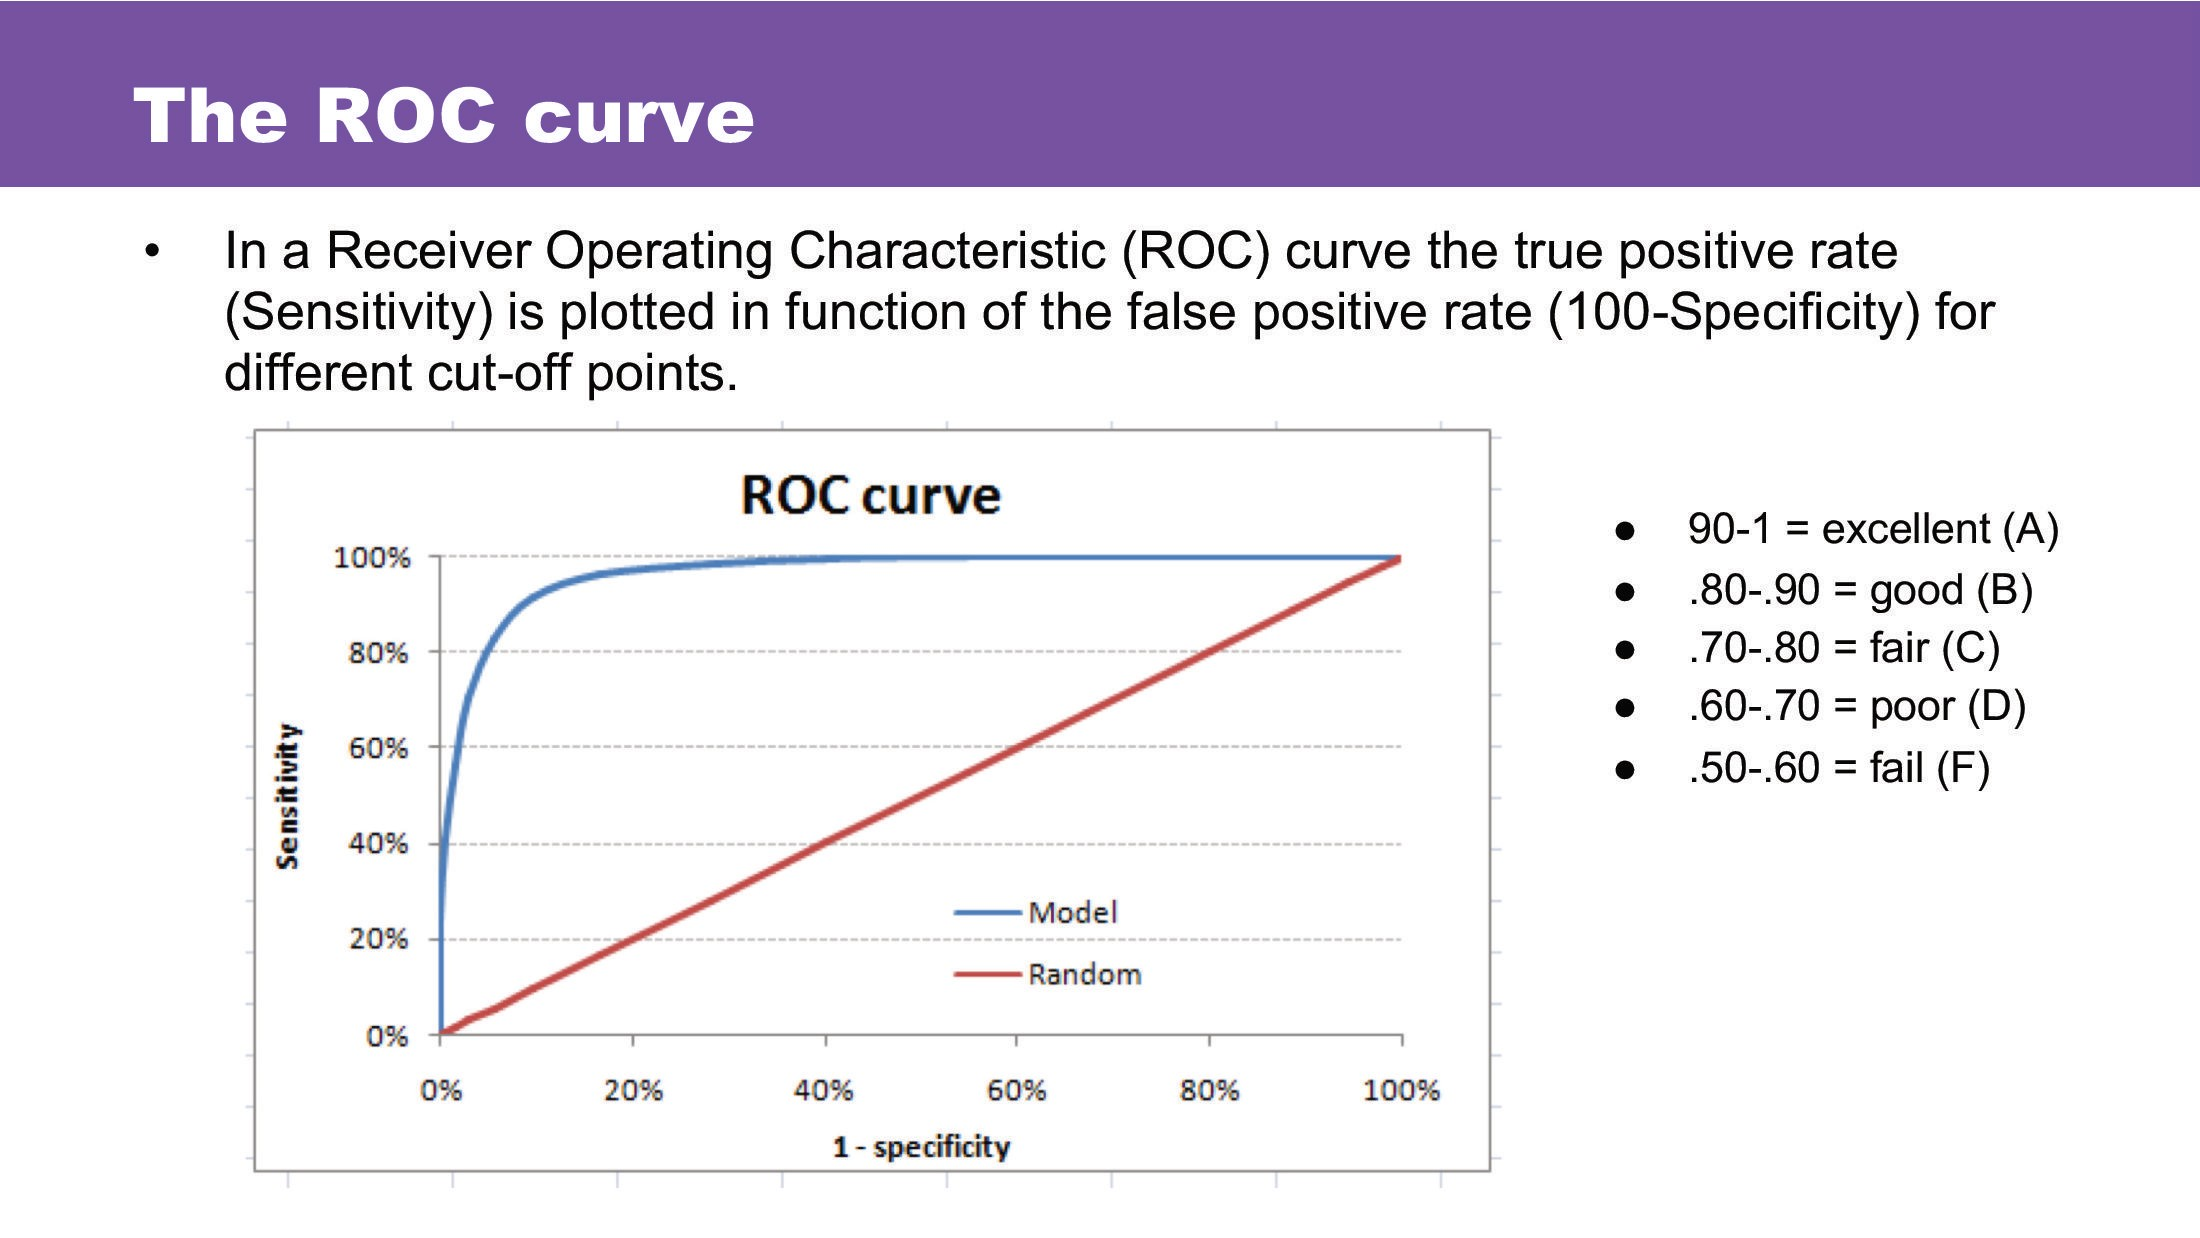 The ROC curve
• In a Receiver Operating Characteristic (ROC) curve the true positive rate
(Sensitivity) is plotted in function of the false positive rate (100-Specificity) for
different cut-off points.
ROC curve
100%
80%
60%
40%
20%
0%
Sensitivity
Model
Random
0% 20% 40% 60% 80% 100%
1 - specificity
● 90-1 = excellent (A)
● .80-.90 = good (B)
● .70-.80 = fair (C)
● .60-.70 = poor (D)
● .50-.60 = fail (F)